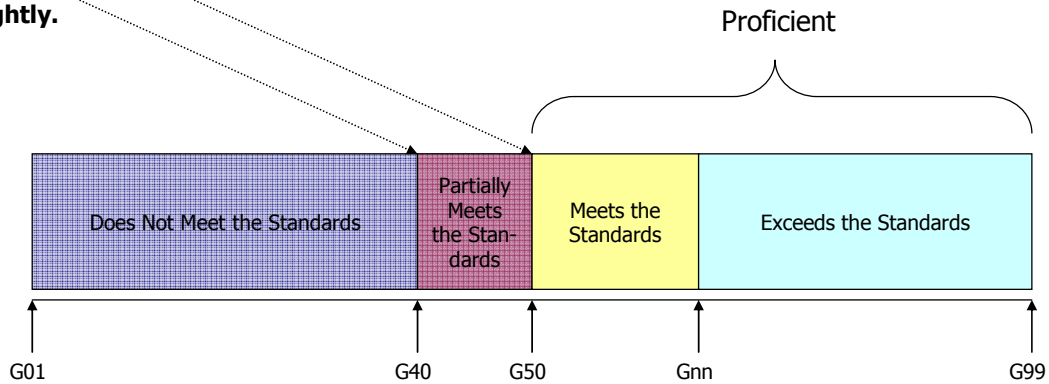 ghtly.
Proficient
Does Not Meet the Standards
Partially
Meets
the Stan-
dards
Meets the
Standards
Exceeds the Standards
G01
G40
G50
Gnn
G99